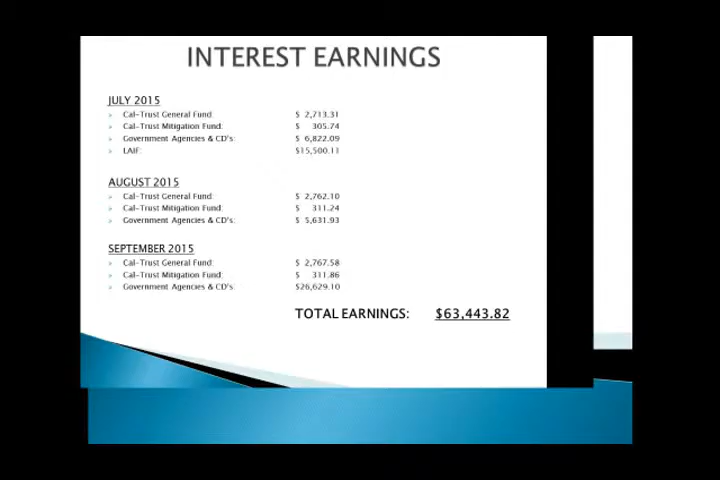 INTEREST EARNINGS
JULY 2015
Cal-Trust General Fund: $ 2,713.31
Cal-Trust Mitigation Fund: $ 305.74
Government Agencies & CD's: $ 6,822.09
LAIF: $15,500.11
AUGUST 2015
Cal-Trust General Fund: $ 2,762.10
Cal-Trust Mitigation Fund: $ 311.24
Government Agencies & CD's: $ 5,631.93
SEPTEMBER 2015
Cal-Trust General Fund: $ 2,767.58
Cal-Trust Mitigation Fund: $ 311.86
Government Agencies & CD's: $26,629.10
TOTAL EARNINGS: $63,443.82